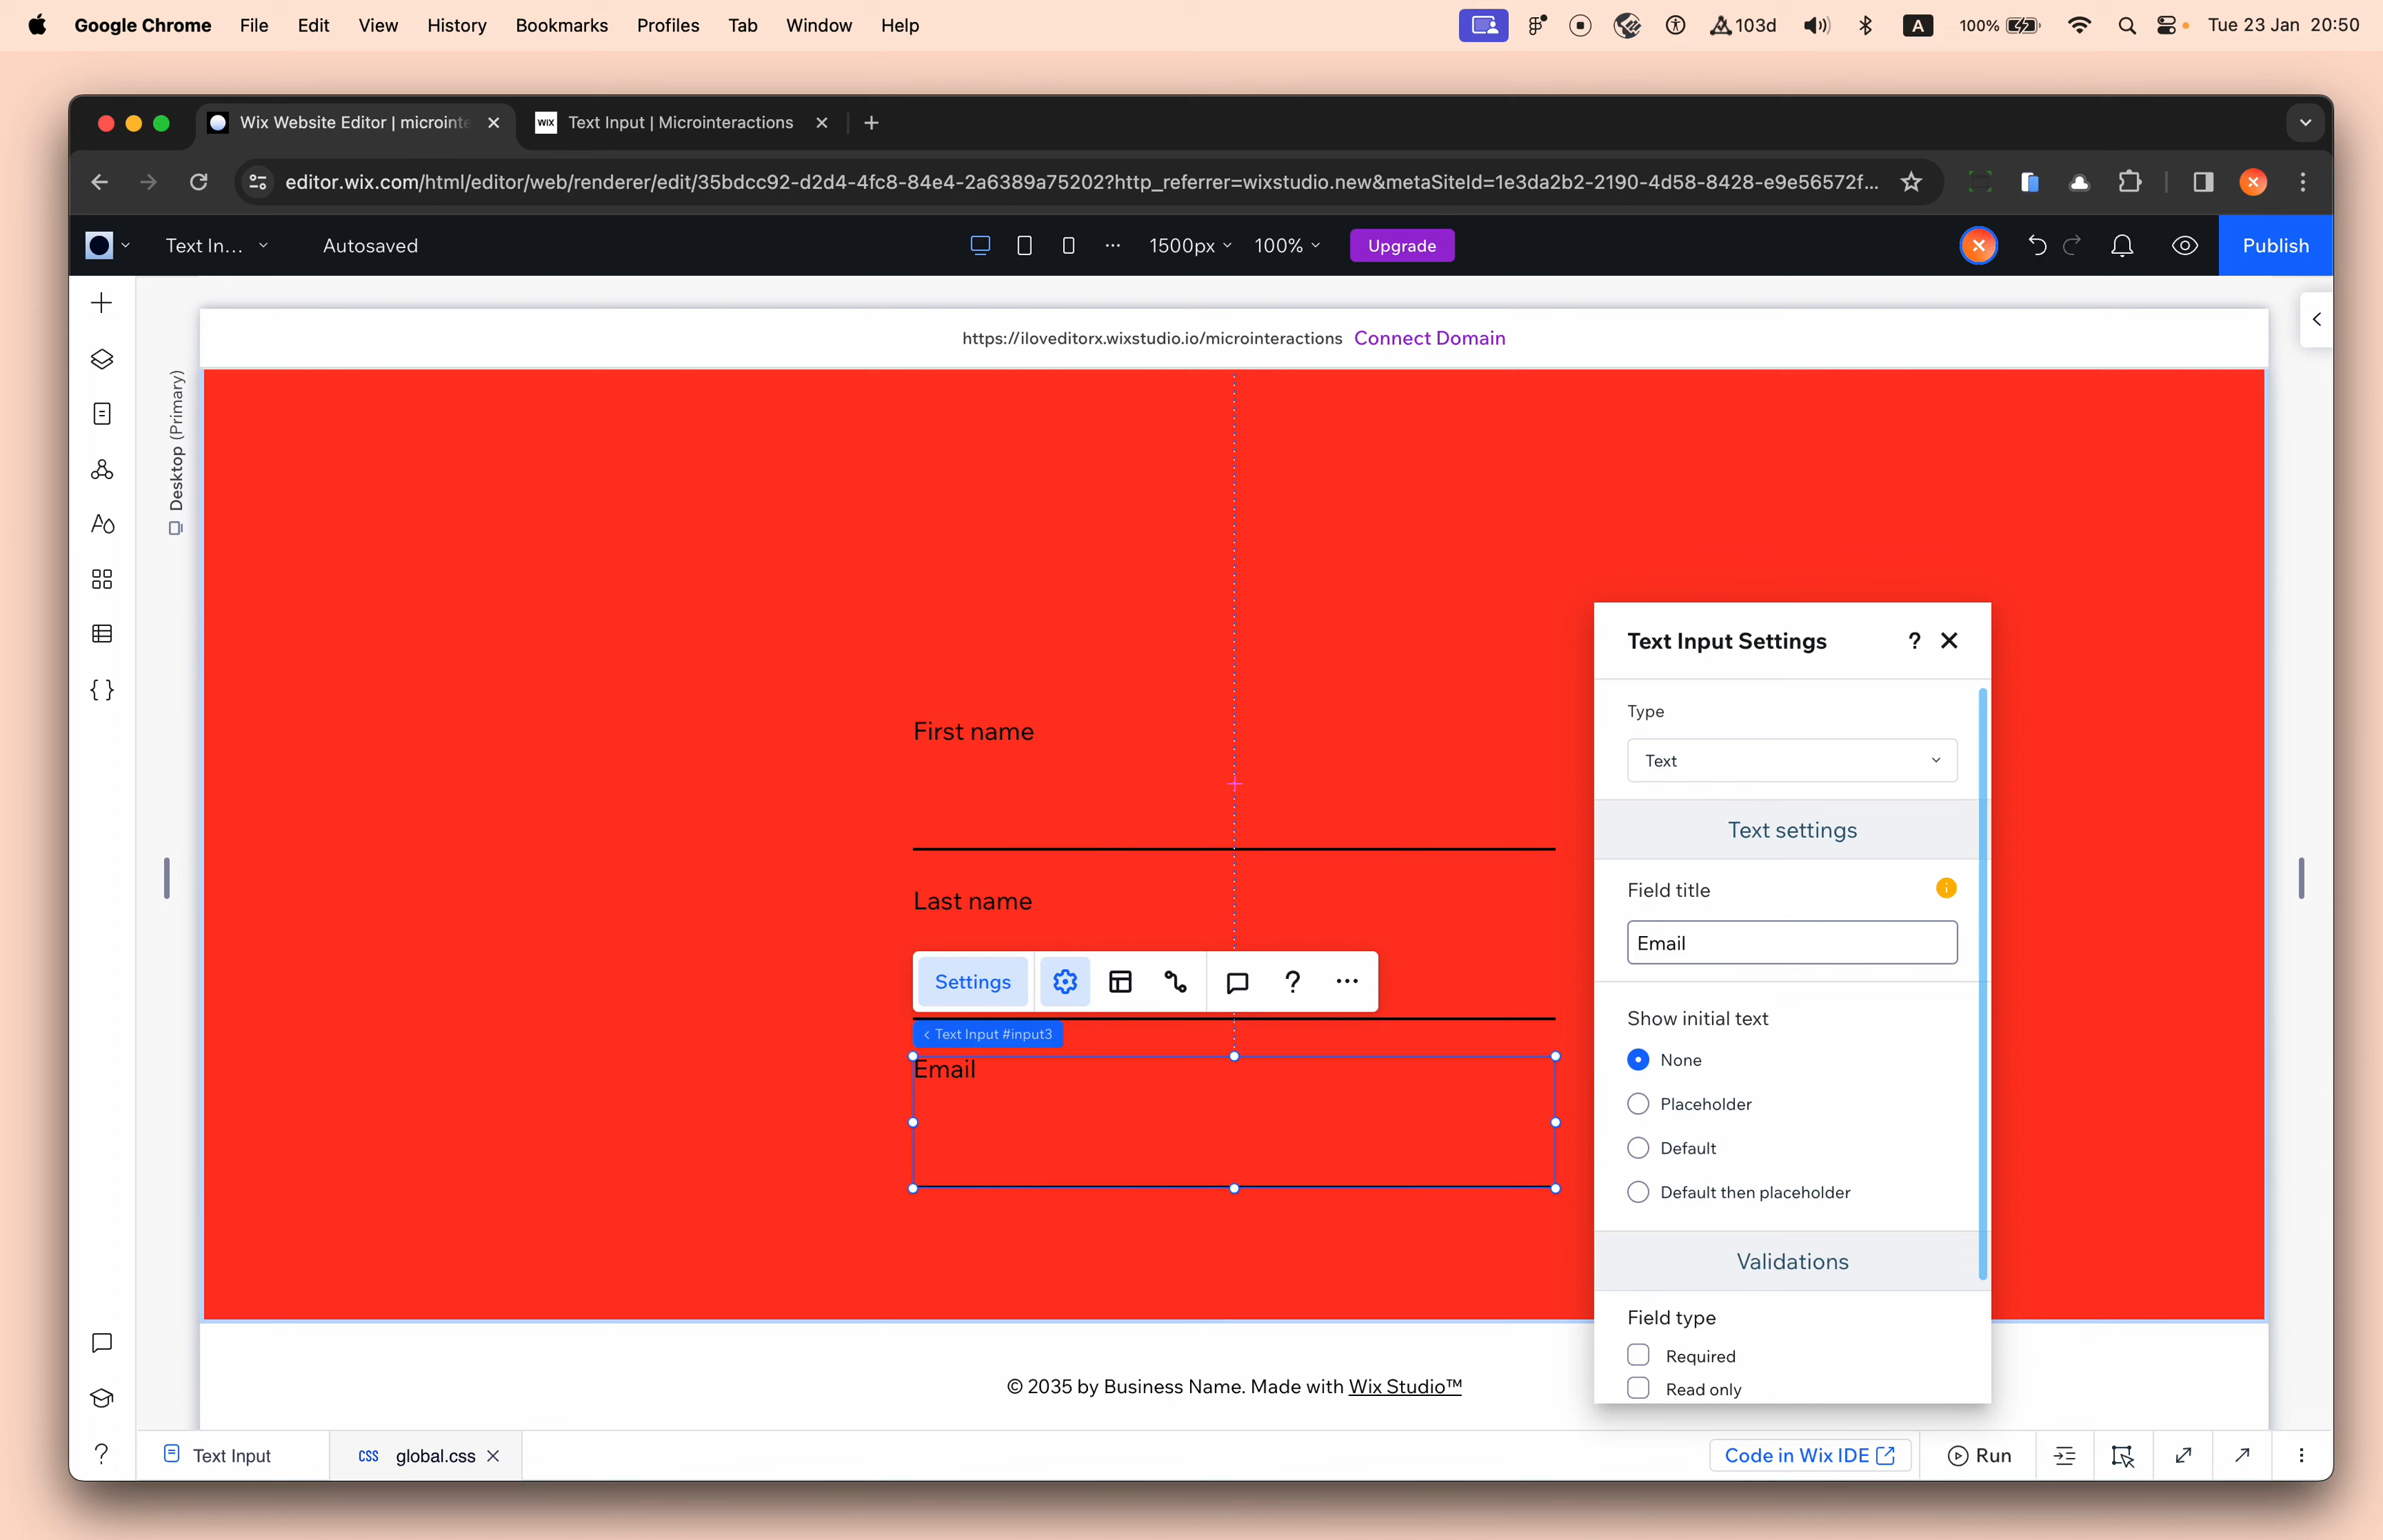 Google Chrome File Edit View History Bookmarks Profiles Tab Window Help 103d A 100% Tue 23 Jan 20:50
Wix Website Editor | microinte
WIX Text Input | Microinteractions
editor.wix.com/html/editor/web/renderer/edit/35bdcc92-d2d4-4fc8-84e4-2a6389a75202?http_referrer=wixstudio.new&metaSiteId=1e3da2b2-2190-4d58-8428-e9e56572f...
Text In... Autosaved 1500px 100% Upgrade Publish
https://iloveditorx.wixstudio.io/microinteractions Connect Domain
Desktop (Primary)
First name
Last name
Settings
< Text Input #input3
Email
Text Input Settings ?
Type
Text
Text settings
Field title
Email
Show initial text
None
Placeholder
Default
Default then placeholder
Validations
Field type
Required
Read only
© 2035 by Business Name. Made with Wix Studio™
Text Input
css global.css
Code in Wix IDE
Run